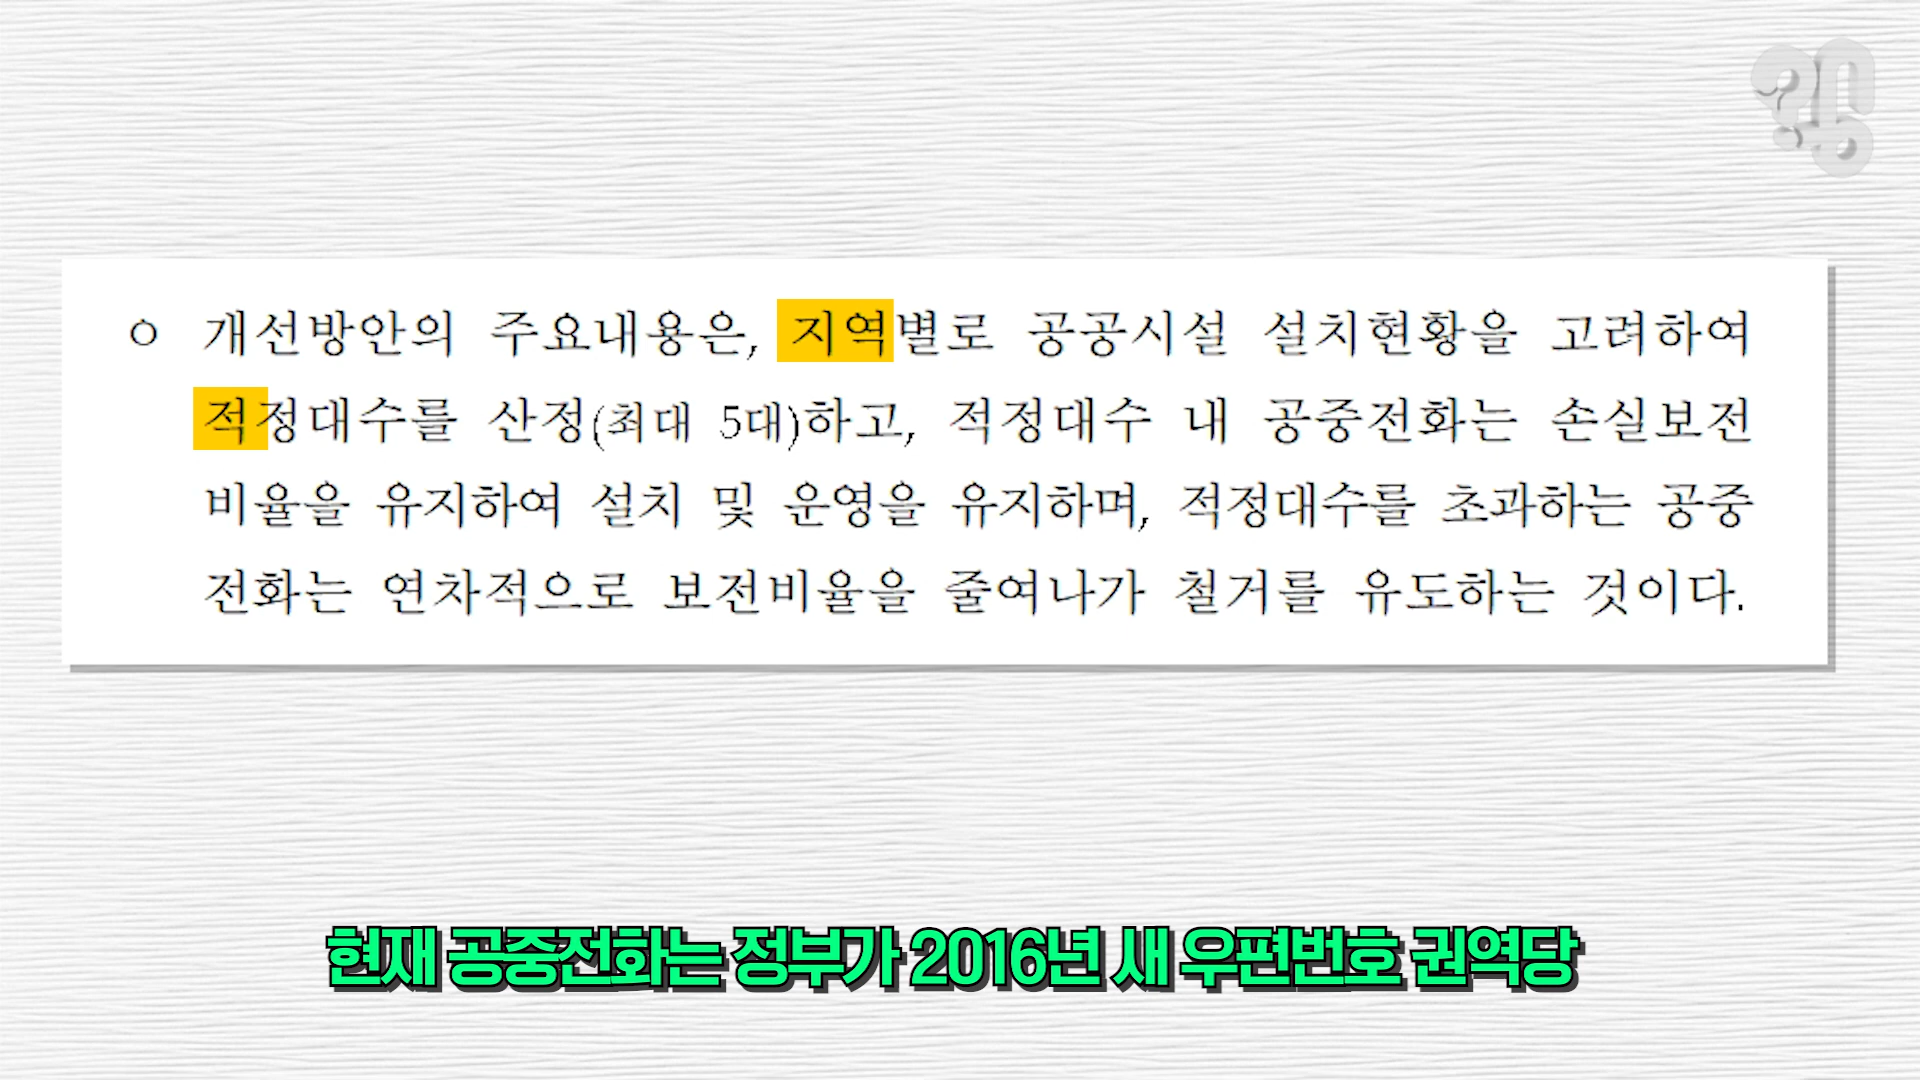 ㅇ 개선방안의 주요내용은, 지역별로 공공시설 설치현황을 고려하여
적정대수를 산정(최대 5대)하고, 적정대수 내 공중전화는 손실보전
비율을 유지하여 설치 및 운영을 유지하며, 적정대수를 초과하는 공중
전화는 연차적으로 보전비율을 줄여나가 철거를 유도하는 것이다.
현재 공중전화는 정부가 2016년 새 우편번호 권역당